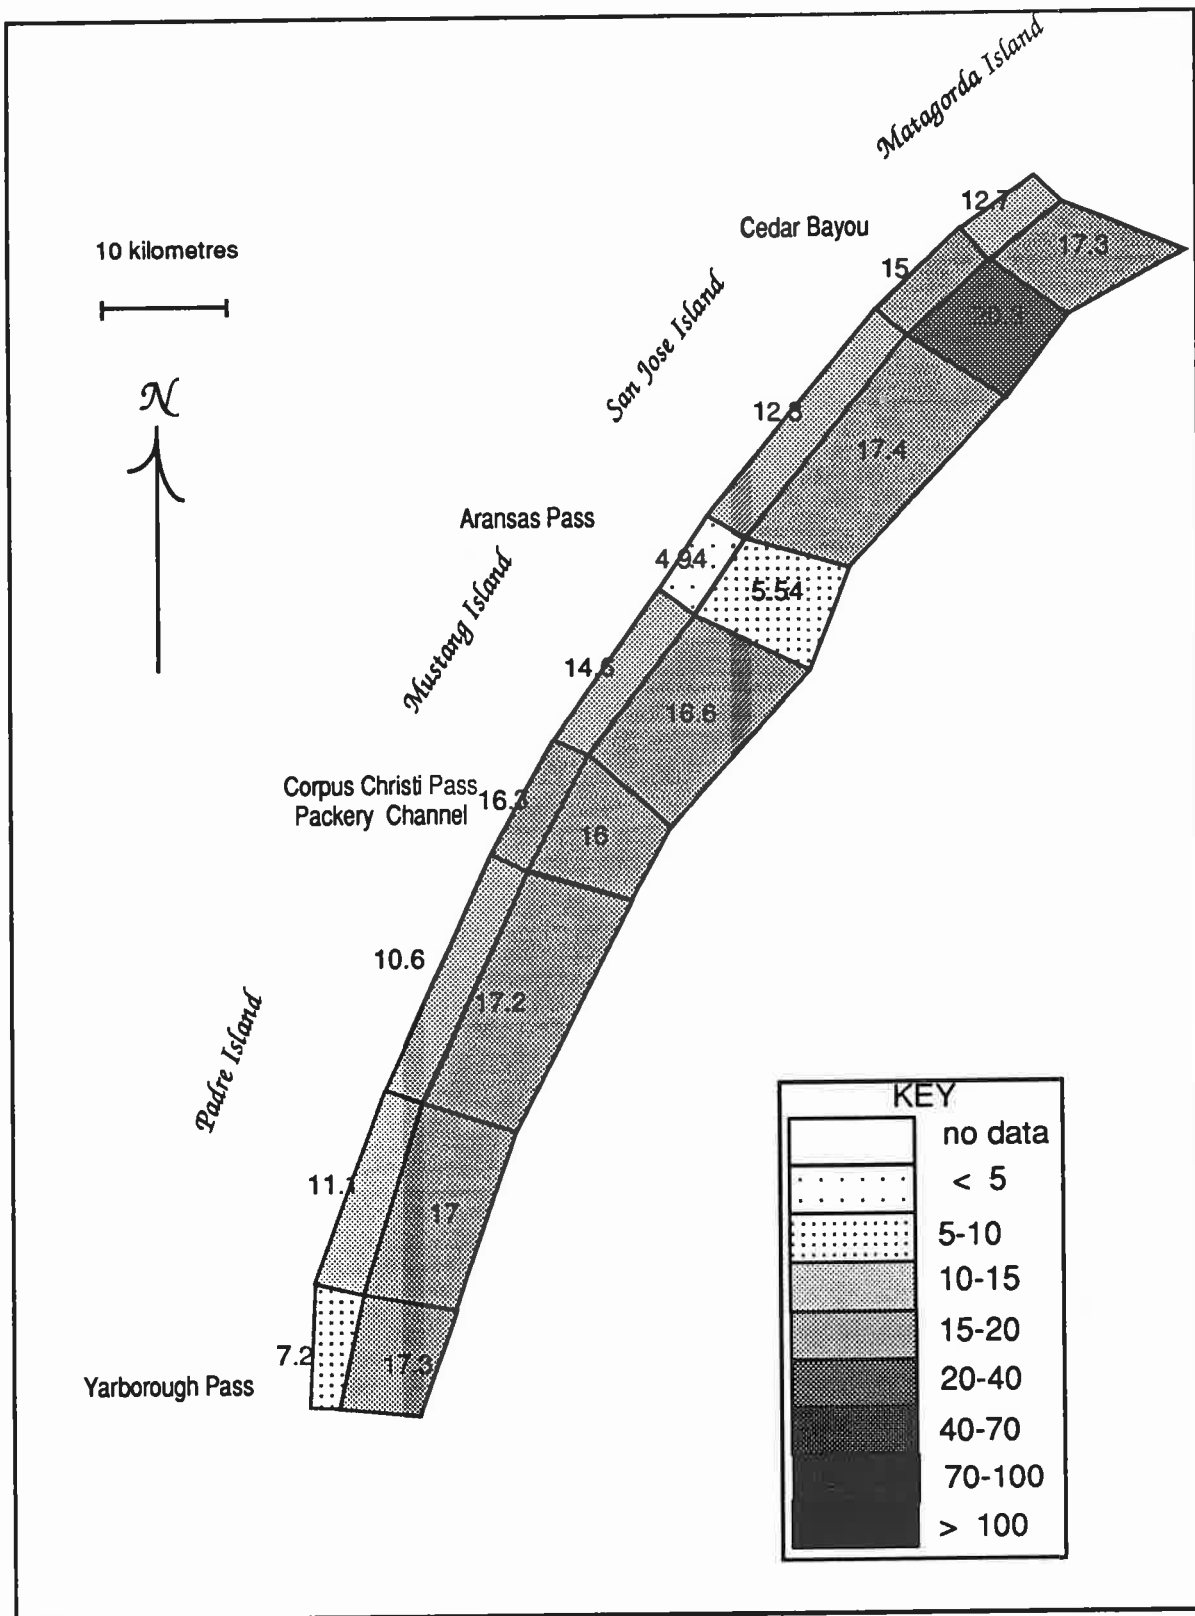 Matagorda Island
12.7
Cedar Bayou
17.3
10 kilometres
15
San Jose Island
20.3
N
12.8
17.4
Aransas Pass
4.94
5.54
Mustang Island
14.6
16.6
Corpus Christi Pass
16.3
Packery Channel
16
10.6
17.2
Padre Island
KEY
no data
< 5
11.1
17
5-10
10-15
15-20
7.2
17.3
Yarborough Pass
20-40
40-70
70-100
> 100